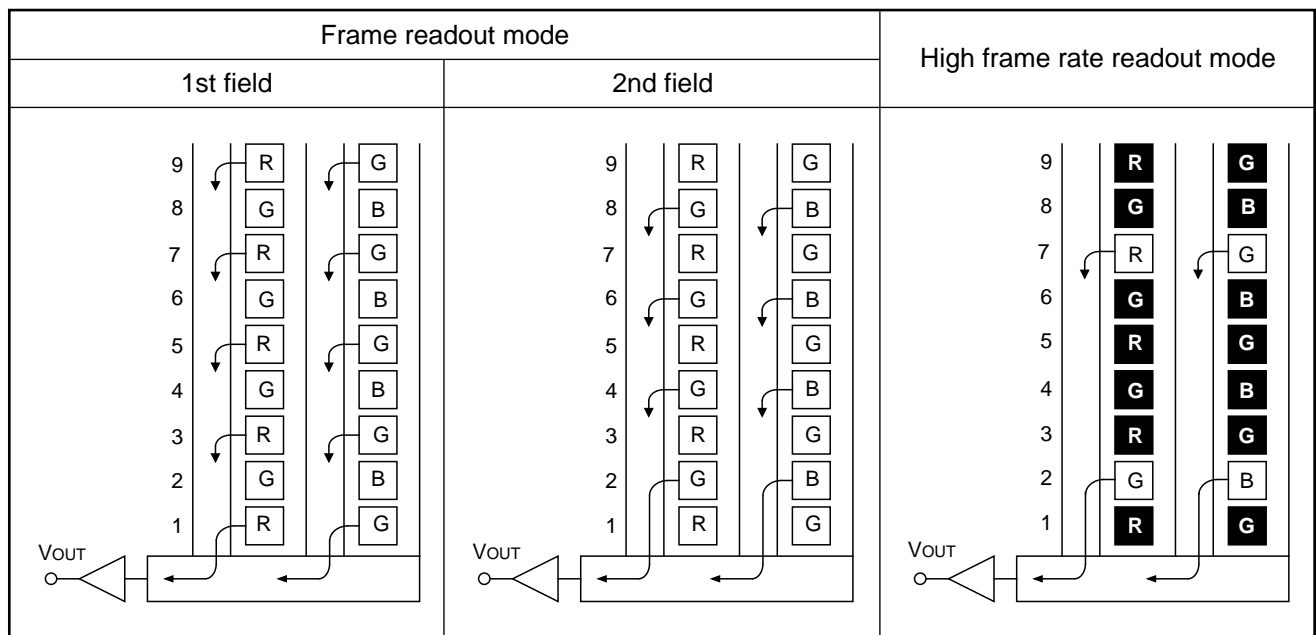 Frame readout mode
High frame rate readout mode
1st field
2nd field
9 R G
8 G B
7 R G
6 G B
5 R G
4 G B
3 R G
2 G B
1 R G
VOUT
9 R G
8 G B
7 R G
6 G B
5 R G
4 G B
3 R G
2 G B
1 R G
VOUT
9 R G
8 G B
7 R G
6 G B
5 R G
4 G B
3 R G
2 G B
1 R G
VOUT